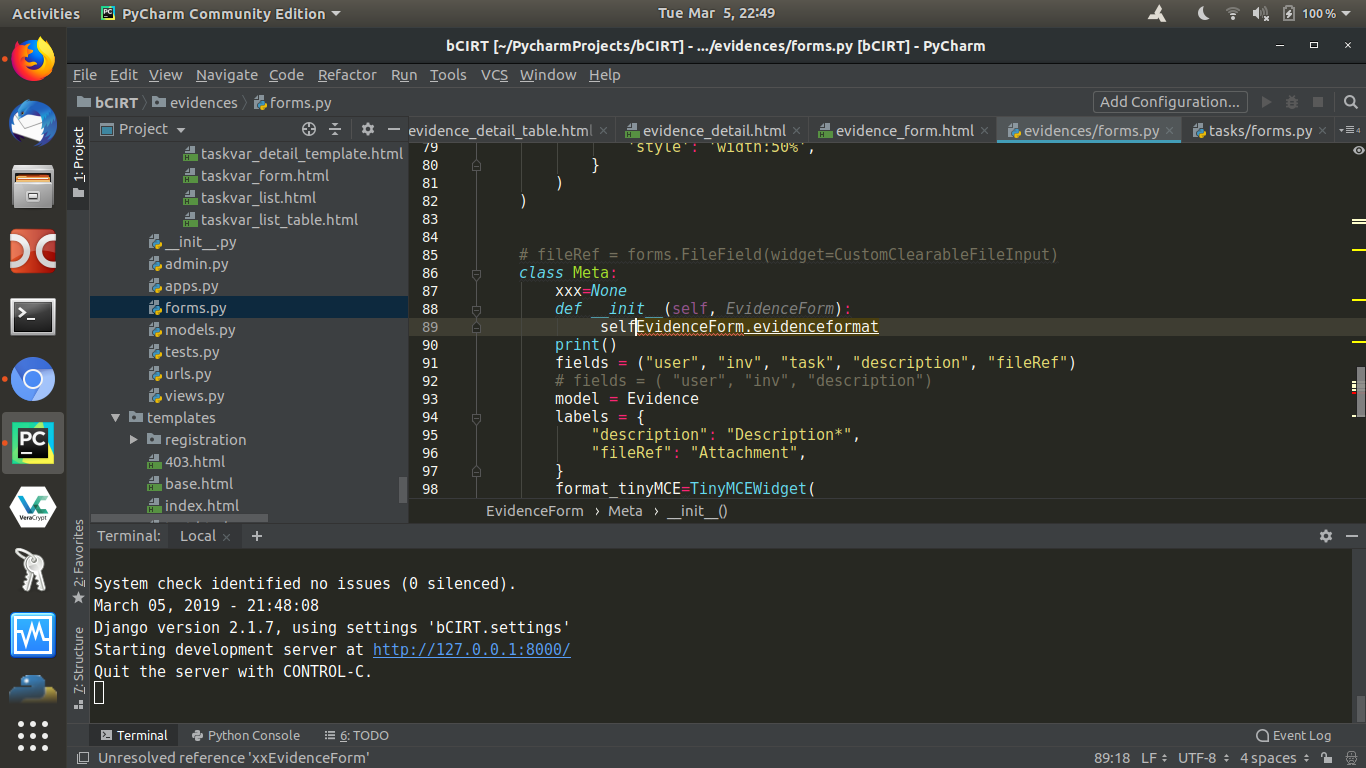 Activities PyCharm Community Edition Tue Mar 5, 22:49 100 %
bCIRT [~/PycharmProjects/bCIRT] - .../evidences/forms.py [bCIRT] - PyCharm
File Edit View Navigate Code Refactor Run Tools VCS Window Help
bCIRT evidences forms.py Add Configuration...
Project
evidence_detail_table.html evidence_detail.html evidence_form.html evidences/forms.py tasks/forms.py
1: Project
taskvar_detail_template.html
taskvar_form.html
taskvar_list.html
taskvar_list_table.html
__init__.py
admin.py
apps.py
forms.py
models.py
tests.py
urls.py
views.py
templates
registration
403.html
base.html
index.html
79 'style': 'width:50%',
80 }
81 )
82 )
83
84
85 # fileRef = forms.FileField(widget=CustomClearableFileInput)
86 class Meta:
87 xxx=None
88 def __init__(self, EvidenceForm):
89 selfEvidenceForm.evidenceformat
90 print()
91 fields = ("user", "inv", "task", "description", "fileRef")
92 # fields = ( "user", "inv", "description")
93 model = Evidence
94 labels = {
95 "description": "Description*",
96 "fileRef": "Attachment",
97 }
98 format_tinyMCE=TinyMCEWidget(
EvidenceForm Meta __init__()
Terminal: Local
2: Favorites
7: Structure
System check identified no issues (0 silenced).
March 05, 2019 - 21:48:08
Django version 2.1.7, using settings 'bCIRT.settings'
Starting development server at http://127.0.0.1:8000/
Quit the server with CONTROL-C.
Terminal Python Console 6: TODO Event Log
Unresolved reference 'xxEvidenceForm' 89:18 LF UTF-8 4 spaces
PC
VeraCrypt